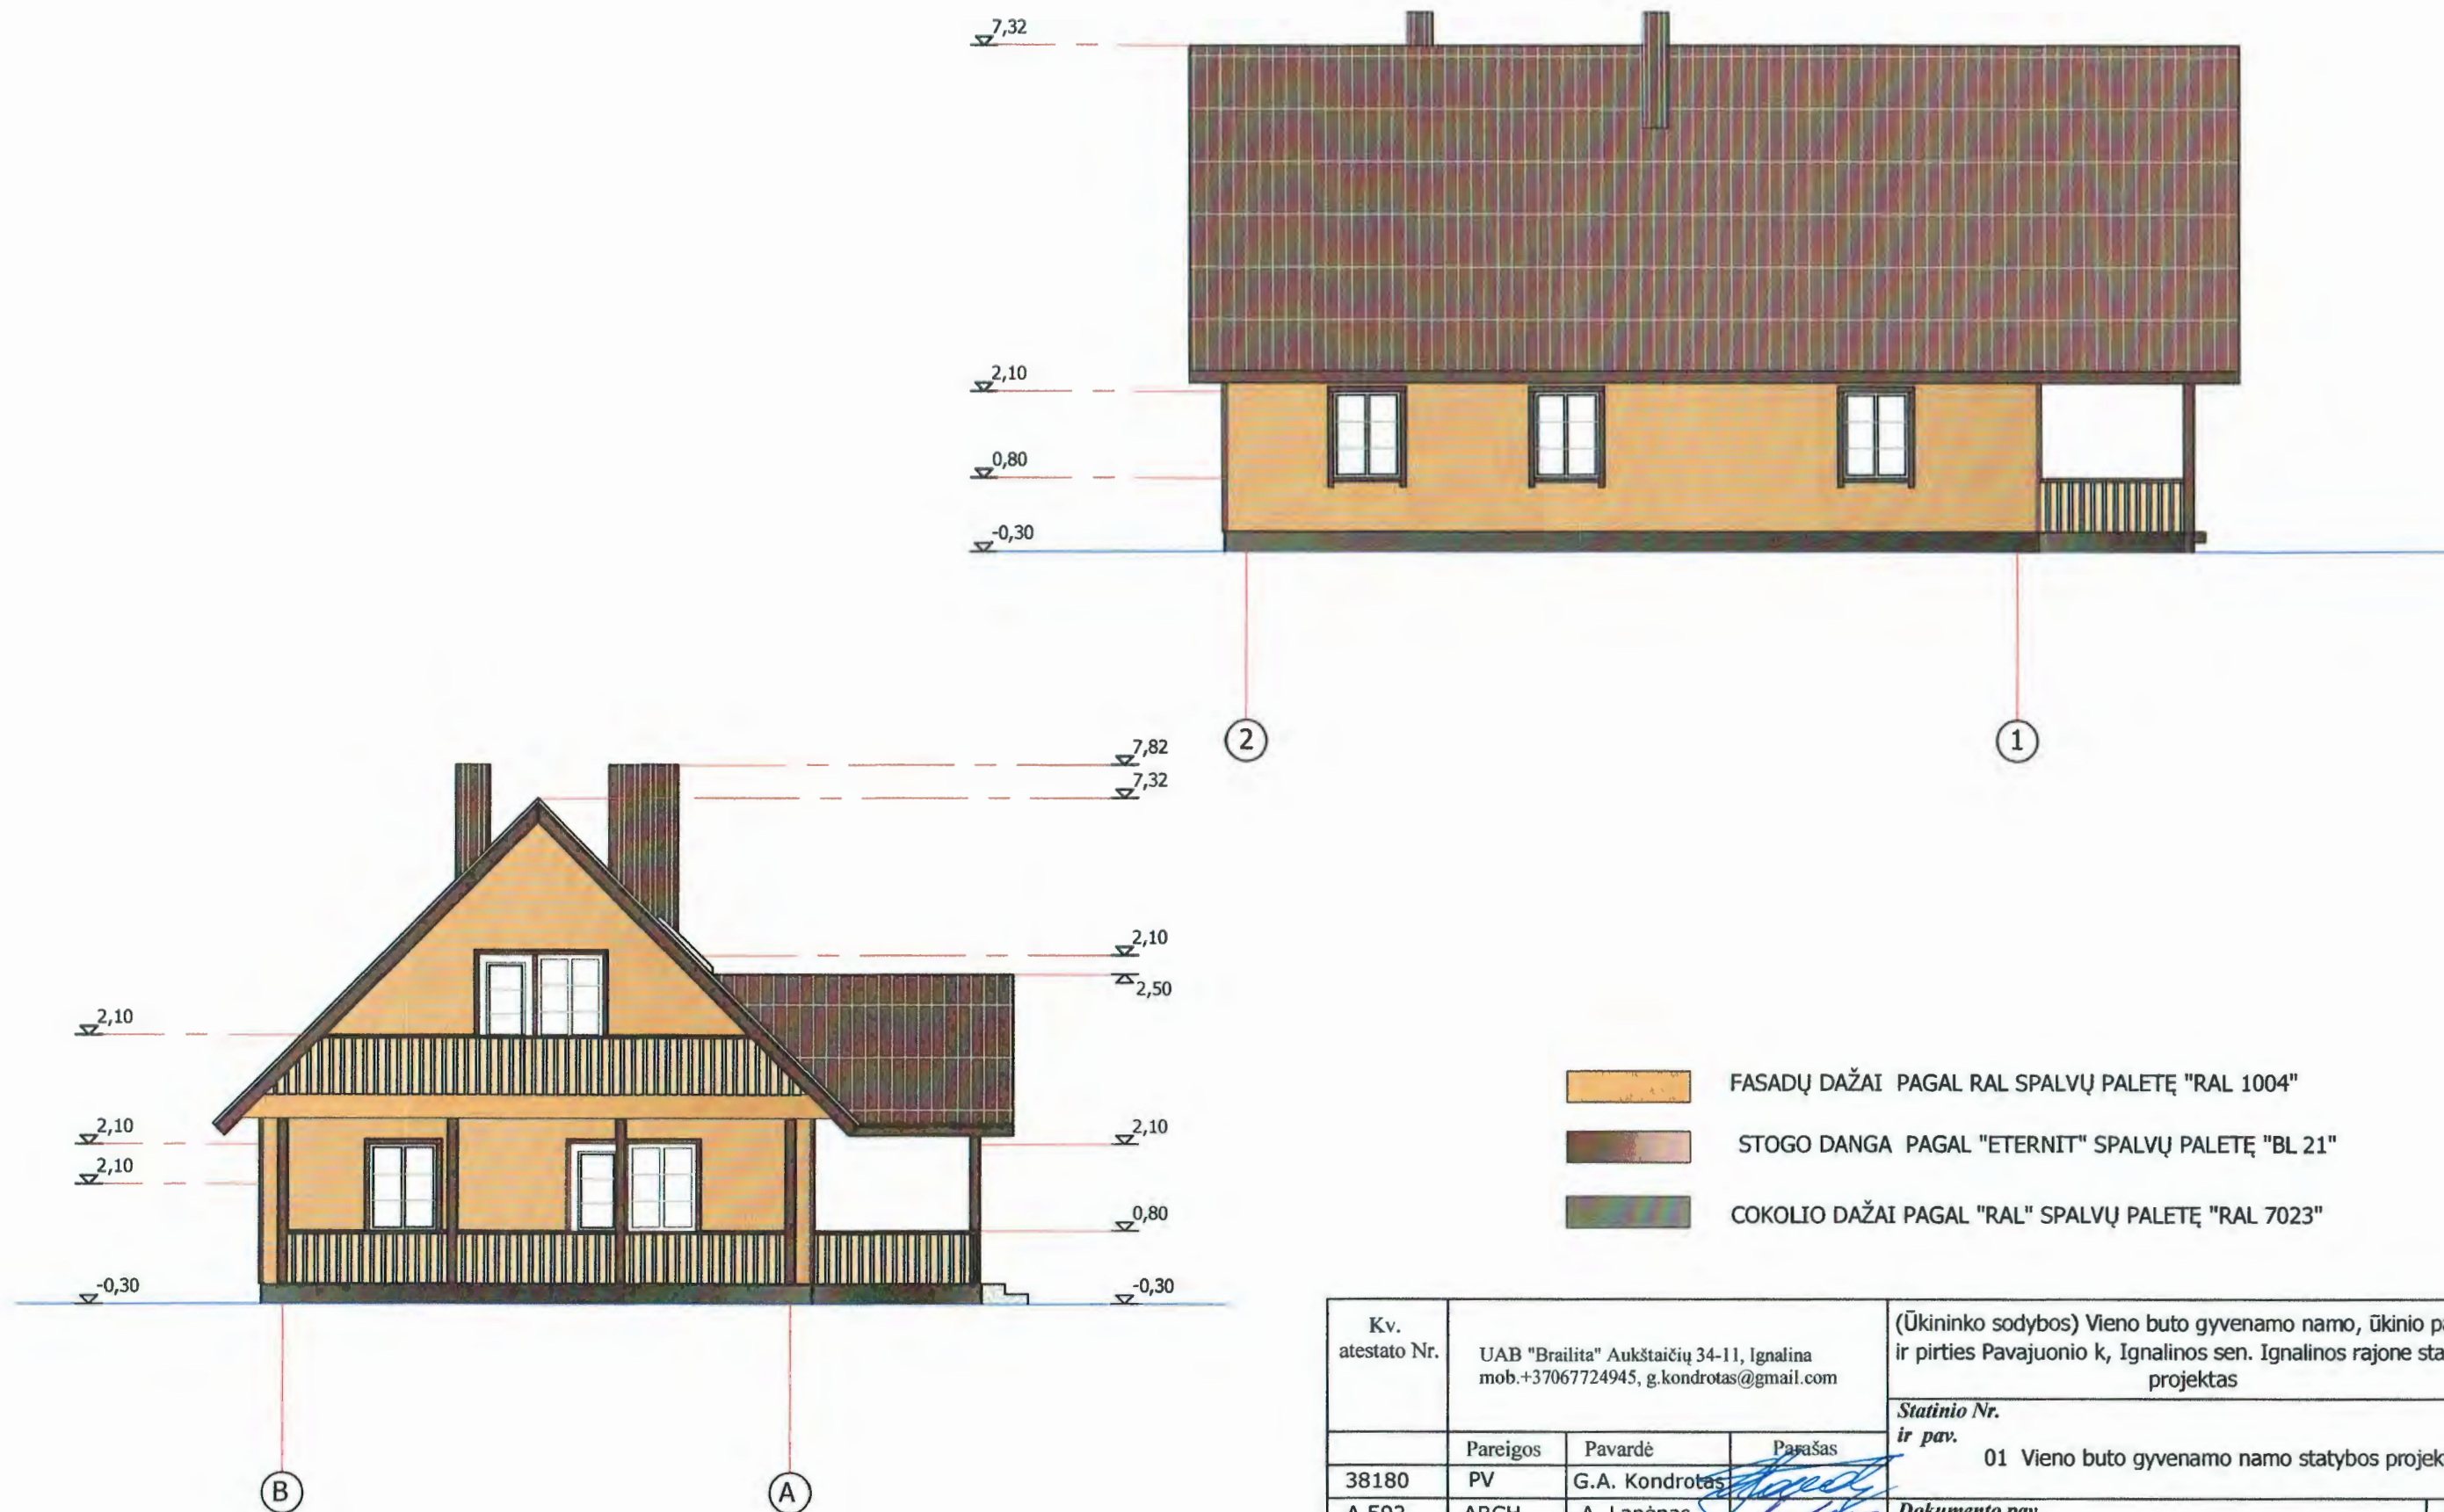 7,32
2,10
0,80
-0,30
2
1
7,82
7,32
2,10
2,50
2,10
2,10
2,10
2,10
0,80
-0,30
-0,30
B
A
FASADŲ DAŽAI PAGAL RAL SPALVŲ PALETĘ "RAL 1004"
STOGO DANGA PAGAL "ETERNIT" SPALVŲ PALETĘ "BL 21"
COKOLIO DAŽAI PAGAL "RAL" SPALVŲ PALETĘ "RAL 7023"
Kv.
atestato Nr.
UAB "Brailita" Aukštaičių 34-11, Ignalina
mob.+37067724945, g.kondrotas@gmail.com
(Ūkininko sodybos) Vieno buto gyvenamo namo, ūkinio
ir pirties Pavajuonio k, Ignalinos sen. Ignalinos rajone
projektas
Statinio Nr.
ir pav.
01 Vieno buto gyvenamo namo statybos
Pareigos Pavardė Parašas
38180 PV G.A. Kondrotas
ARCH
Dokumento pav.